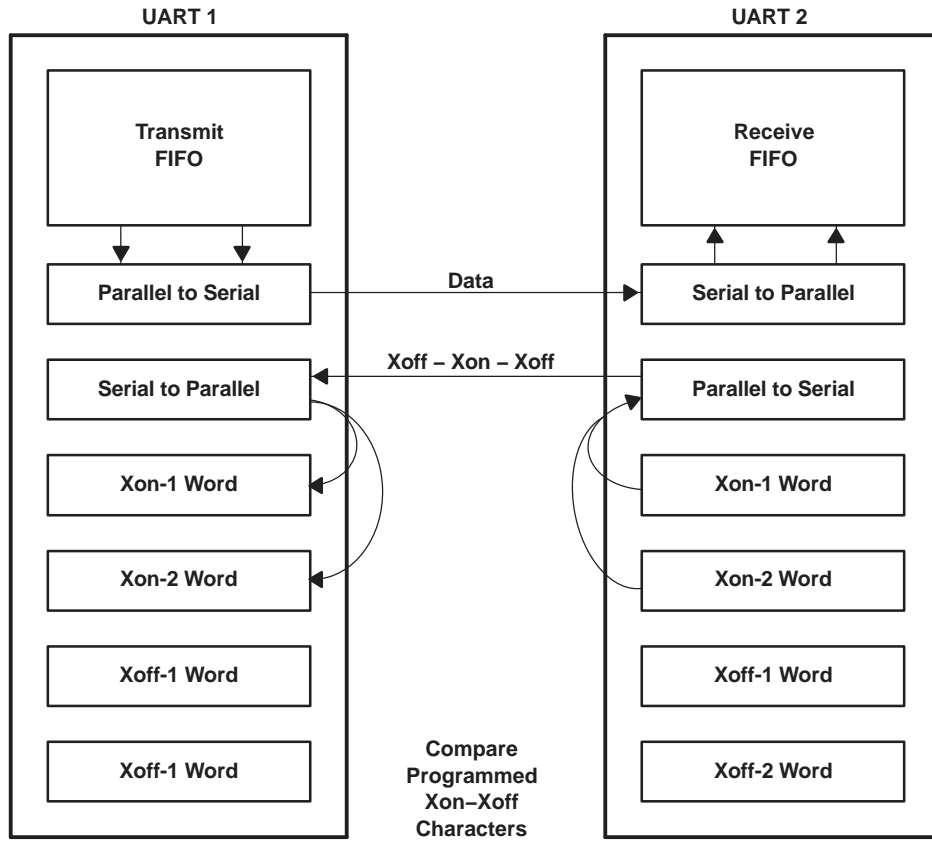 UART 1
UART 2
Transmit
FIFO
Receive
FIFO
Parallel to Serial
Data
Serial to Parallel
Xoff – Xon – Xoff
Serial to Parallel
Parallel to Serial
Xon-1 Word
Xon-1 Word
Xon-2 Word
Xon-2 Word
Xoff-1 Word
Xoff-1 Word
Xoff-1 Word
Compare
Programmed
Xon–Xoff
Characters
Xoff-2 Word